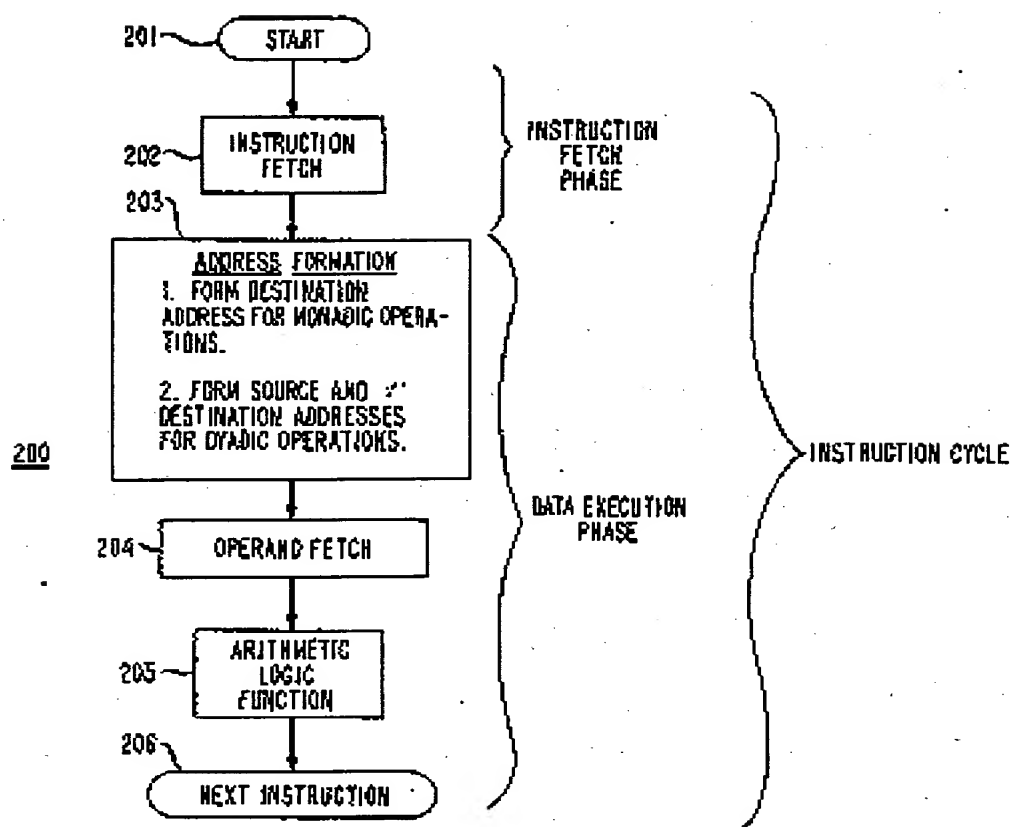 201
START
202
INSTRUCTION
FETCH
INSTRUCTION
FETCH
PHASE
203
ADDRESS FORMATION
1. FORM DESTINATION
ADDRESS FOR MONADIC OPERA-
TIONS.
2. FORM SOURCE AND
DESTINATION ADDRESSES
FOR DYADIC OPERATIONS.
200
INSTRUCTION CYCLE
DATA EXECUTION
PHASE
204
OPERAND FETCH
205
ARITHMETIC
LOGIC
FUNCTION
206
NEXT INSTRUCTION